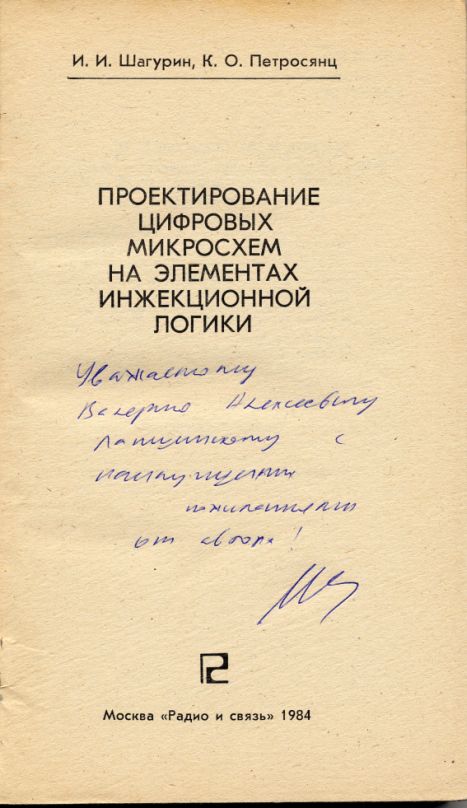 И. И. Шагурин, К. О. Петросянц
ПРОЕКТИРОВАНИЕ
ЦИФРОВЫХ
МИКРОСХЕМ
НА ЭЛЕМЕНТАХ
ИНЖЕКЦИОННОЙ
ЛОГИКИ
Уважаемому
Валерию Алексеевичу
Лапшинскому с
наилучшими
пожеланиями
от автора!
Москва «Радио и связь» 1984